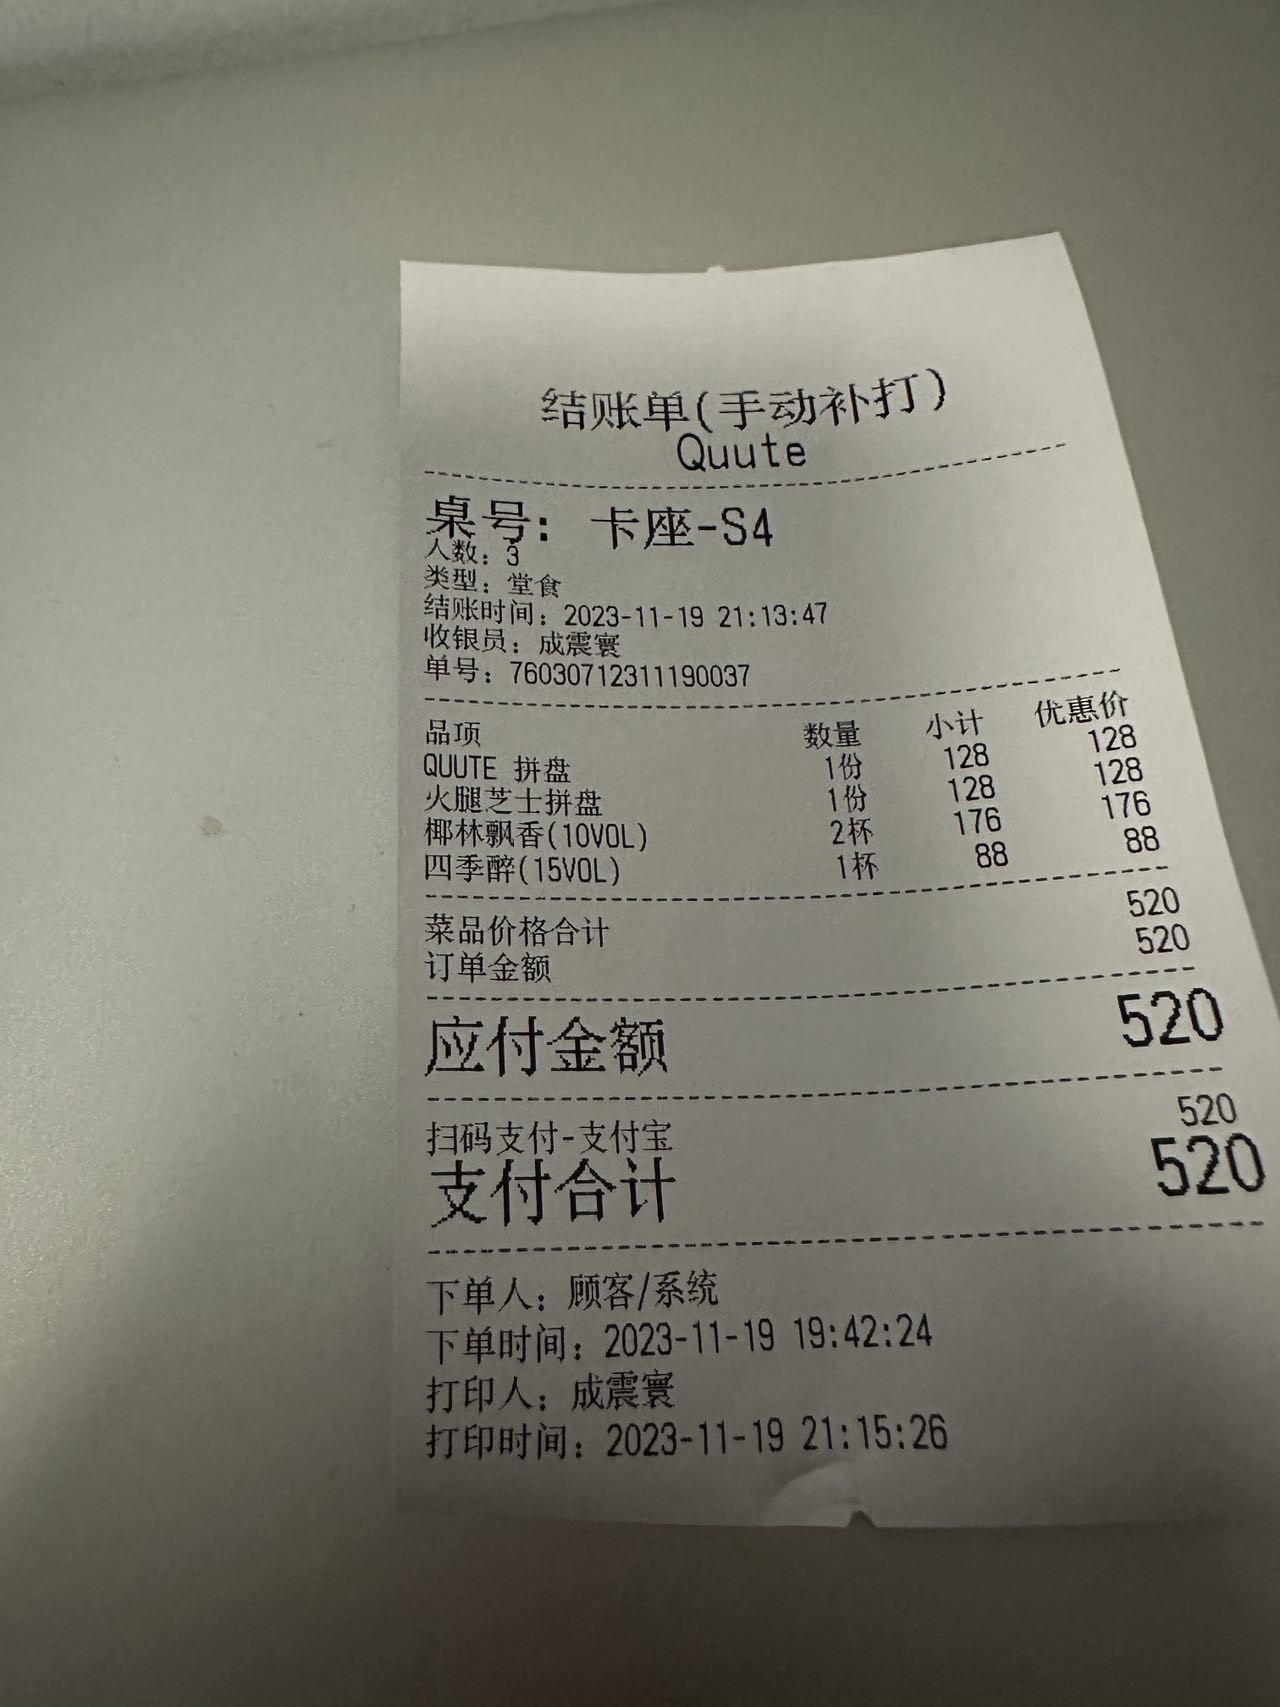 结账单(手动补打)
Quute
桌号: 卡座-S4
人数: 3
类型: 堂食
结账时间: 2023-11-19 21:13:47
收银员: 成震寰
单号: 76030712311190037
品项 数量 小计 优惠价
QUUTE 拼盘 1份 128 128
火腿芝士拼盘 1份 128 128
椰林飘香(10VOL) 2杯 176 176
四季醉(15VOL) 1杯 88 88
菜品价格合计 520
订单金额 520
应付金额 520
扫码支付-支付宝 520
支付合计 520
下单人: 顾客/系统
下单时间: 2023-11-19 19:42:24
打印人: 成震寰
打印时间: 2023-11-19 21:15:26